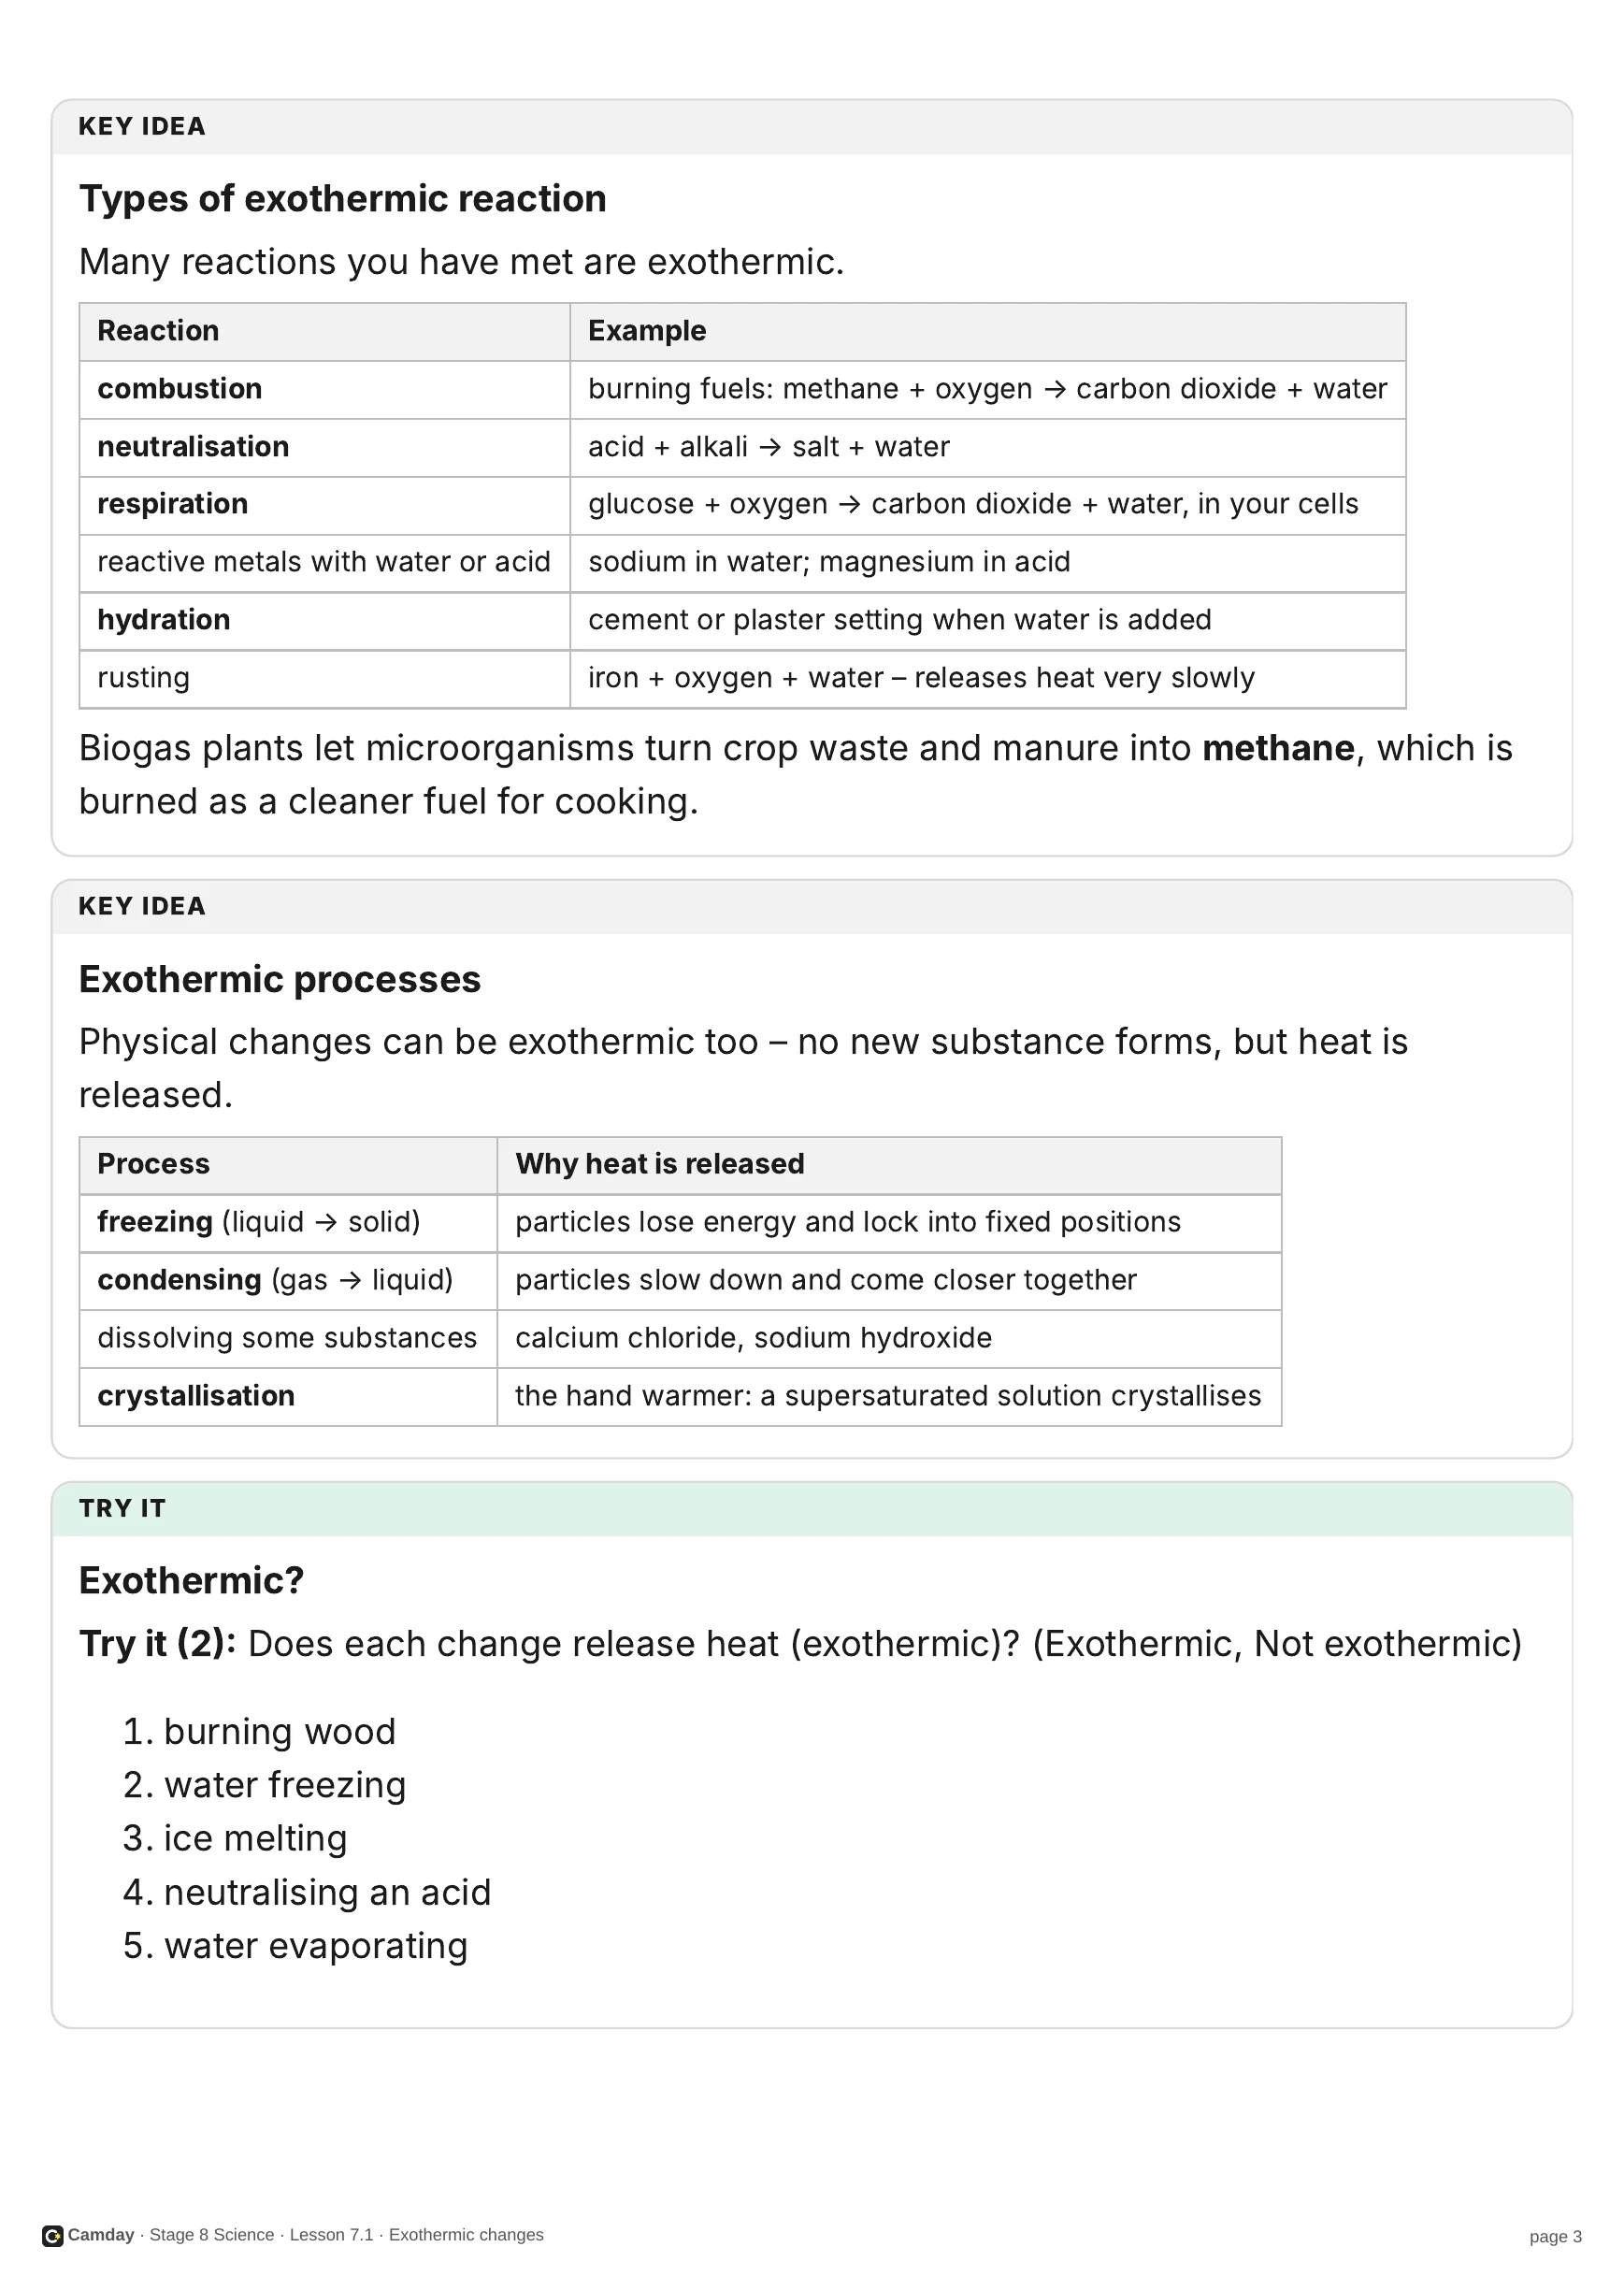 KEY IDEA
Types of exothermic reaction
Many reactions you have met are exothermic.
Reaction Example
combustion burning fuels: methane + oxygen → carbon dioxide + water
neutralisation acid + alkali → salt + water
respiration glucose + oxygen → carbon dioxide + water, in your cells
reactive metals with water or acid sodium in water; magnesium in acid
hydration cement or plaster setting when water is added
rusting iron + oxygen + water – releases heat very slowly
Biogas plants let microorganisms turn crop waste and manure into methane, which is
burned as a cleaner fuel for cooking.
KEY IDEA
Exothermic processes
Physical changes can be exothermic too – no new substance forms, but heat is
released.
Process Why heat is released
freezing (liquid → solid) particles lose energy and lock into fixed positions
condensing (gas → liquid) particles slow down and come closer together
dissolving some substances calcium chloride, sodium hydroxide
crystallisation the hand warmer: a supersaturated solution crystallises
TRY IT
Exothermic?
Try it (2): Does each change release heat (exothermic)? (Exothermic, Not exothermic)
1. burning wood
2. water freezing
3. ice melting
4. neutralising an acid
5. water evaporating
Camday · Stage 8 Science · Lesson 7.1 · Exothermic changes page 3